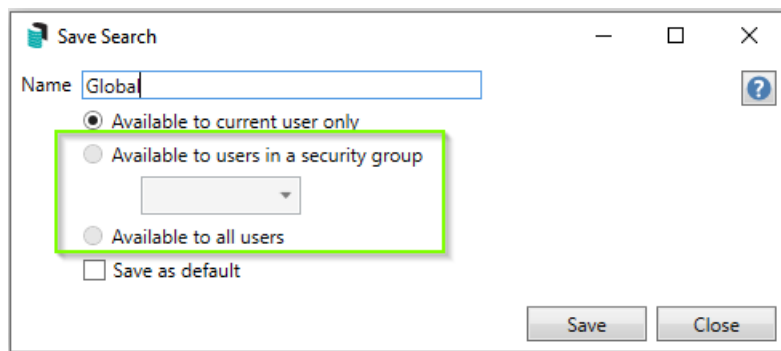 Save Search
Name Global
Available to current user only
Available to users in a security group
Available to all users
Save as default
Save Close